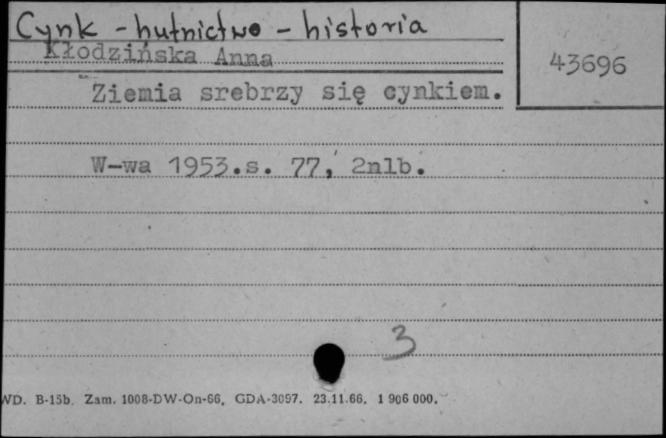 Cynk - hutnictwo - historia
Kłodzińska Anna
43696
Ziemia srebrzy się cynkiem.
W-wa 1953.s. 77, 2nlb.
3
WD. B-15b. Zam. 1008-DW-On-66, GDA-3097. 23.11.66. 1 906 000.